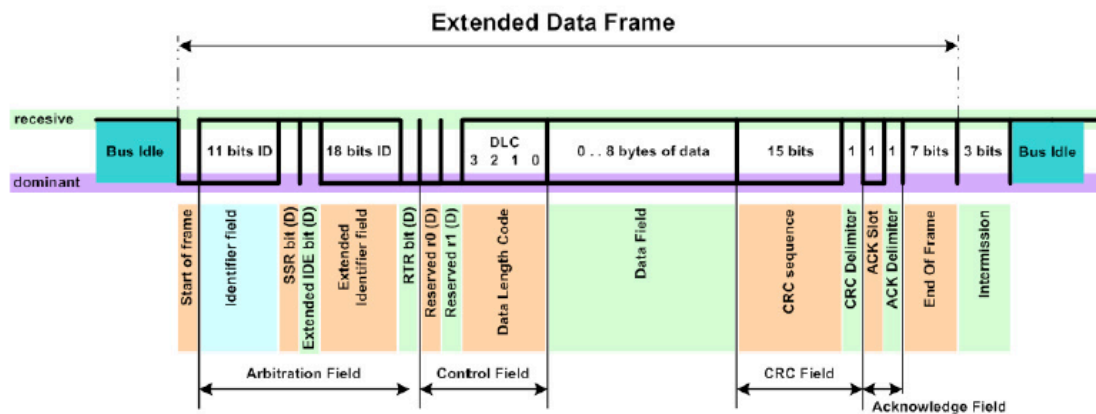 Extended Data Frame
recesive
Bus Idle
11 bits ID
18 bits ID
DLC
3 2 1 0
0 .. 8 bytes of data
15 bits
1
1
1
7 bits
3 bits
Bus Idle
dominant
Start of frame
Identifier field
SSR bit (D)
Extended IDE bit (D)
Extended
Identifier field
RTR bit (D)
Reserved r0 (D)
Reserved r1 (D)
Data Length Code
Data Field
CRC sequence
CRC Delimiter
ACK Slot
ACK Delimiter
End Of Frame
Intermission
Arbitration Field
Control Field
CRC Field
Acknowledge Field